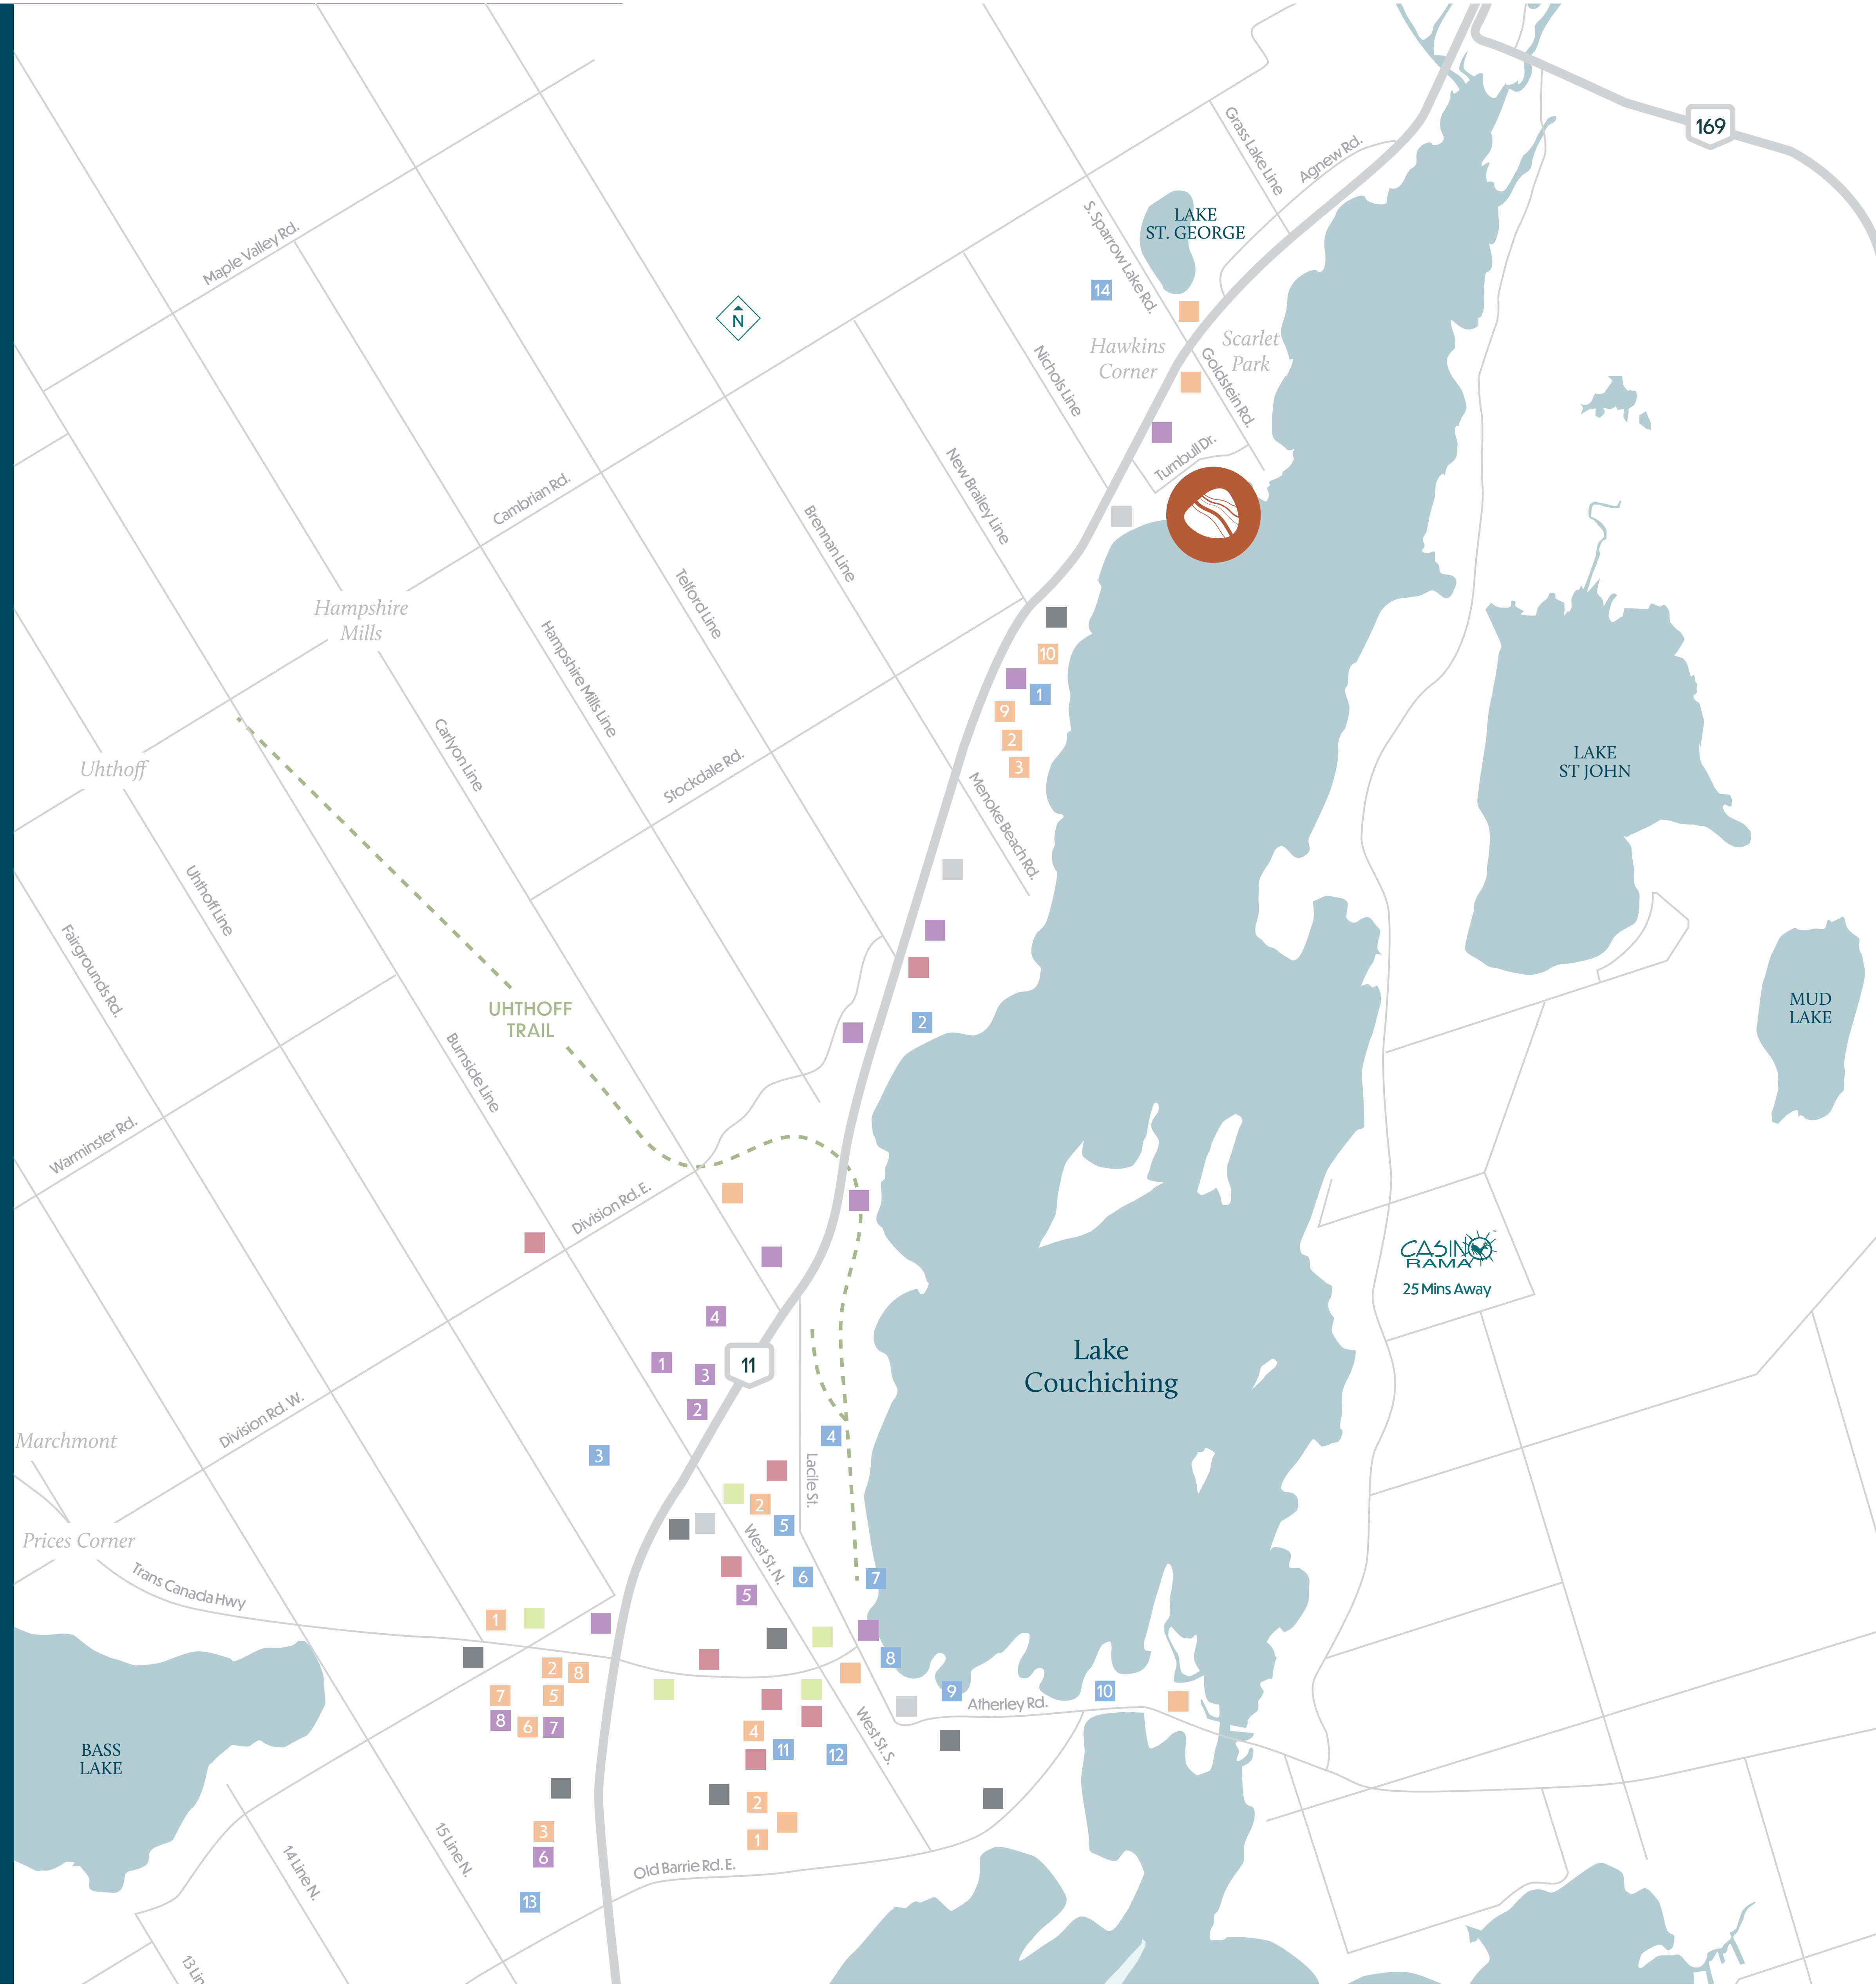 169
Grass Lake Line
Agnew Rd.
S. Sparrow Lake Rd.
LAKE
ST. GEORGE
Maple Valley Rd.
14
N
Hawkins
Corner
Scarlet
Park
Goldstein Rd.
Nichols Line
Turnbull Dr.
New Brailey Line
Cambrian Rd.
Brennan Line
Telford Line
Hampshire
Mills
Hampshire Mills Line
10
1
9
2
3
Uhthoff
Carlyon Line
Stockdale Rd.
Menoke Beach Rd.
LAKE
ST JOHN
Uhthoff Line
Fairgrounds Rd.
UHTHOFF
TRAIL
2
MUD
LAKE
Burnside Line
Warminster Rd.
Division Rd. E.
CASINO
RAMA
25 Mins Away
4
1
3
11
2
Lake
Couchiching
Division Rd. W.
Marchmont
3
4
Lacile St.
2
5
Prices Corner
West St. N.
Trans Canada Hwy
6
7
5
1
8
2
8
7
5
8
6
7
9
10
Atherley Rd.
West St. S.
4
11
12
BASS
LAKE
2
3
1
6
15 Line N.
14 Line N.
Old Barrie Rd. E.
13
13 Lin